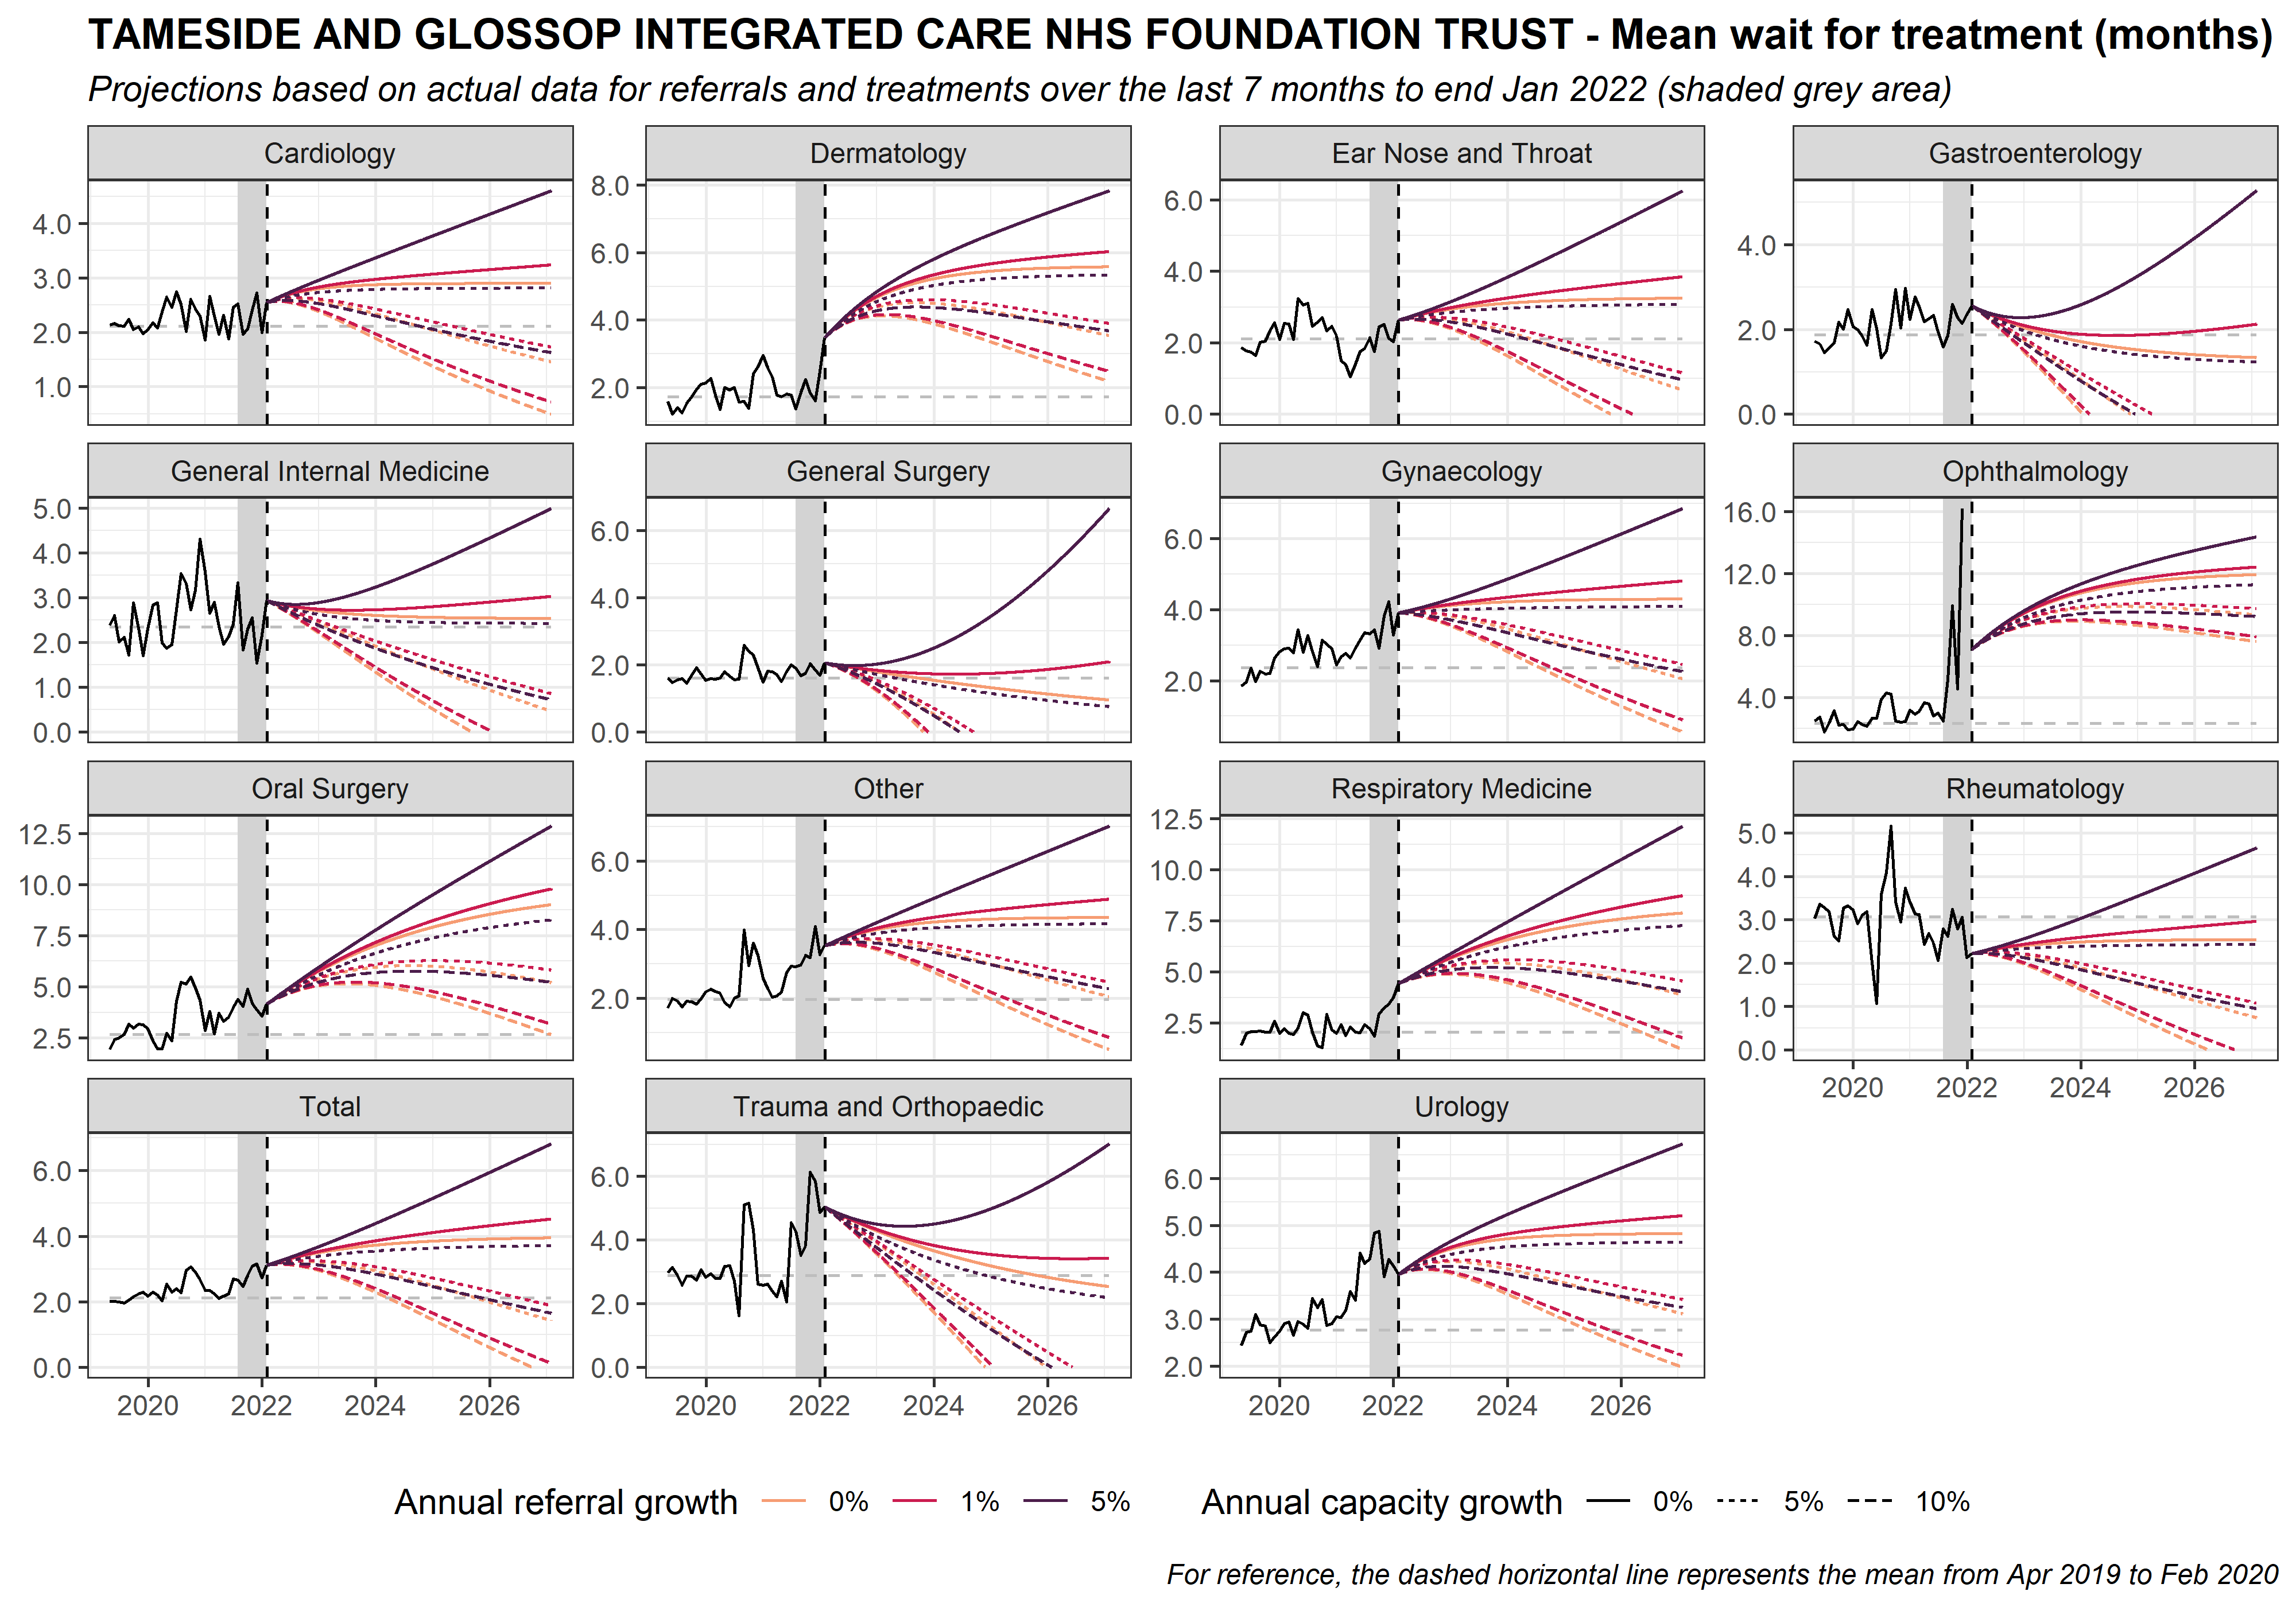 TAMESIDE AND GLOSSOP INTEGRATED CARE NHS FOUNDATION TRUST - Mean wait for treatment (months)
Projections based on actual data for referrals and treatments over the last 7 months to end Jan 2022 (shaded grey area)
Cardiology
4.0
3.0
2.0
1.0
Dermatology
8.0
6.0
4.0
2.0
Ear Nose and Throat
6.0
4.0
2.0
0.0
Gastroenterology
4.0
2.0
0.0
General Internal Medicine
5.0
4.0
3.0
2.0
1.0
0.0
General Surgery
6.0
4.0
2.0
0.0
Gynaecology
6.0
4.0
2.0
Ophthalmology
16.0
12.0
8.0
4.0
Oral Surgery
12.5
10.0
7.5
5.0
2.5
Other
6.0
4.0
2.0
Respiratory Medicine
12.5
10.0
7.5
5.0
2.5
Rheumatology
5.0
4.0
3.0
2.0
1.0
0.0
2020 2022 2024 2026
Total
6.0
4.0
2.0
0.0
2020 2022 2024 2026
Trauma and Orthopaedic
6.0
4.0
2.0
0.0
2020 2022 2024 2026
Urology
6.0
5.0
4.0
3.0
2.0
2020 2022 2024 2026
Annual referral growth 0% 1% 5% Annual capacity growth 0% 5% 10%
For reference, the dashed horizontal line represents the mean from Apr 2019 to Feb 2020